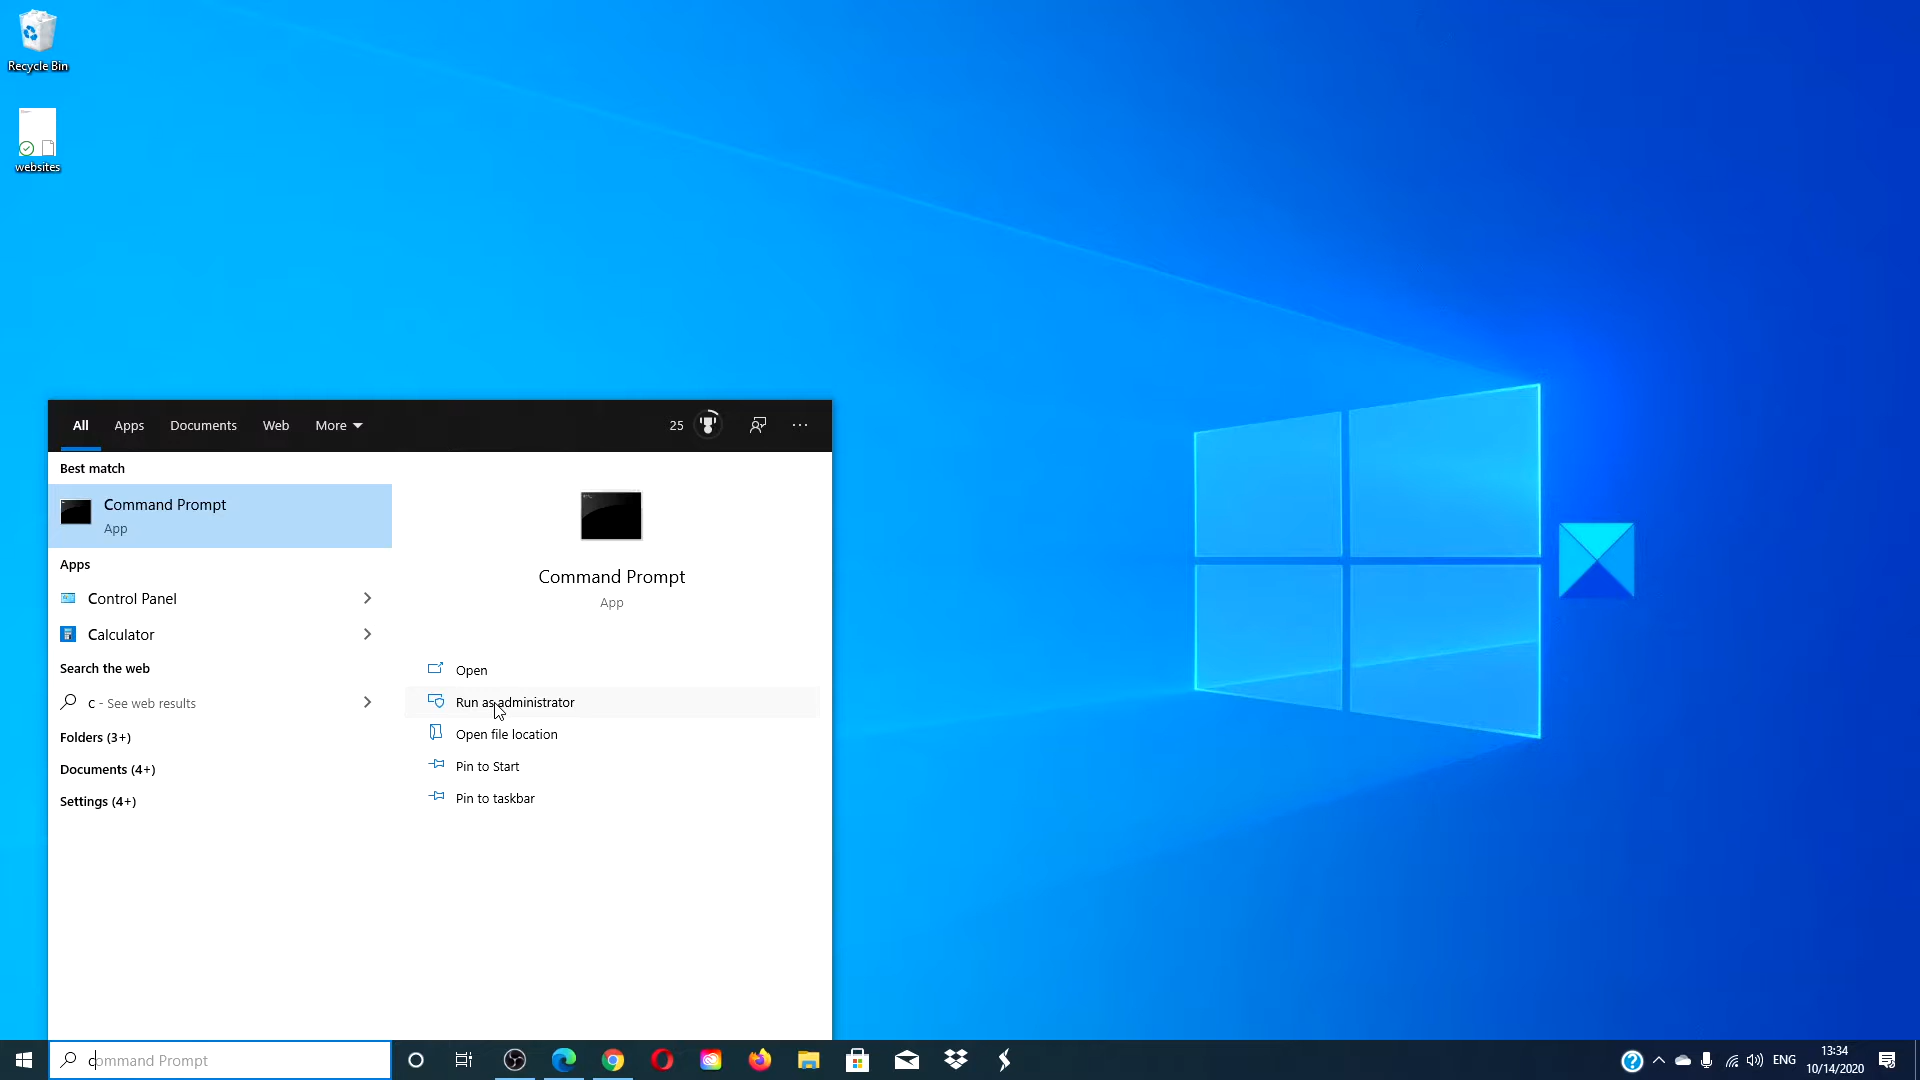 Recycle Bin
websites
All Apps Documents Web More 25
Best match
Command Prompt
App
Apps
Control Panel
Calculator
Search the web
c - See web results
Folders (3+)
Documents (4+)
Settings (4+)
Command Prompt
App
Open
Run as administrator
Open file location
Pin to Start
Pin to taskbar
command Prompt
ENG
13:34
10/14/2020